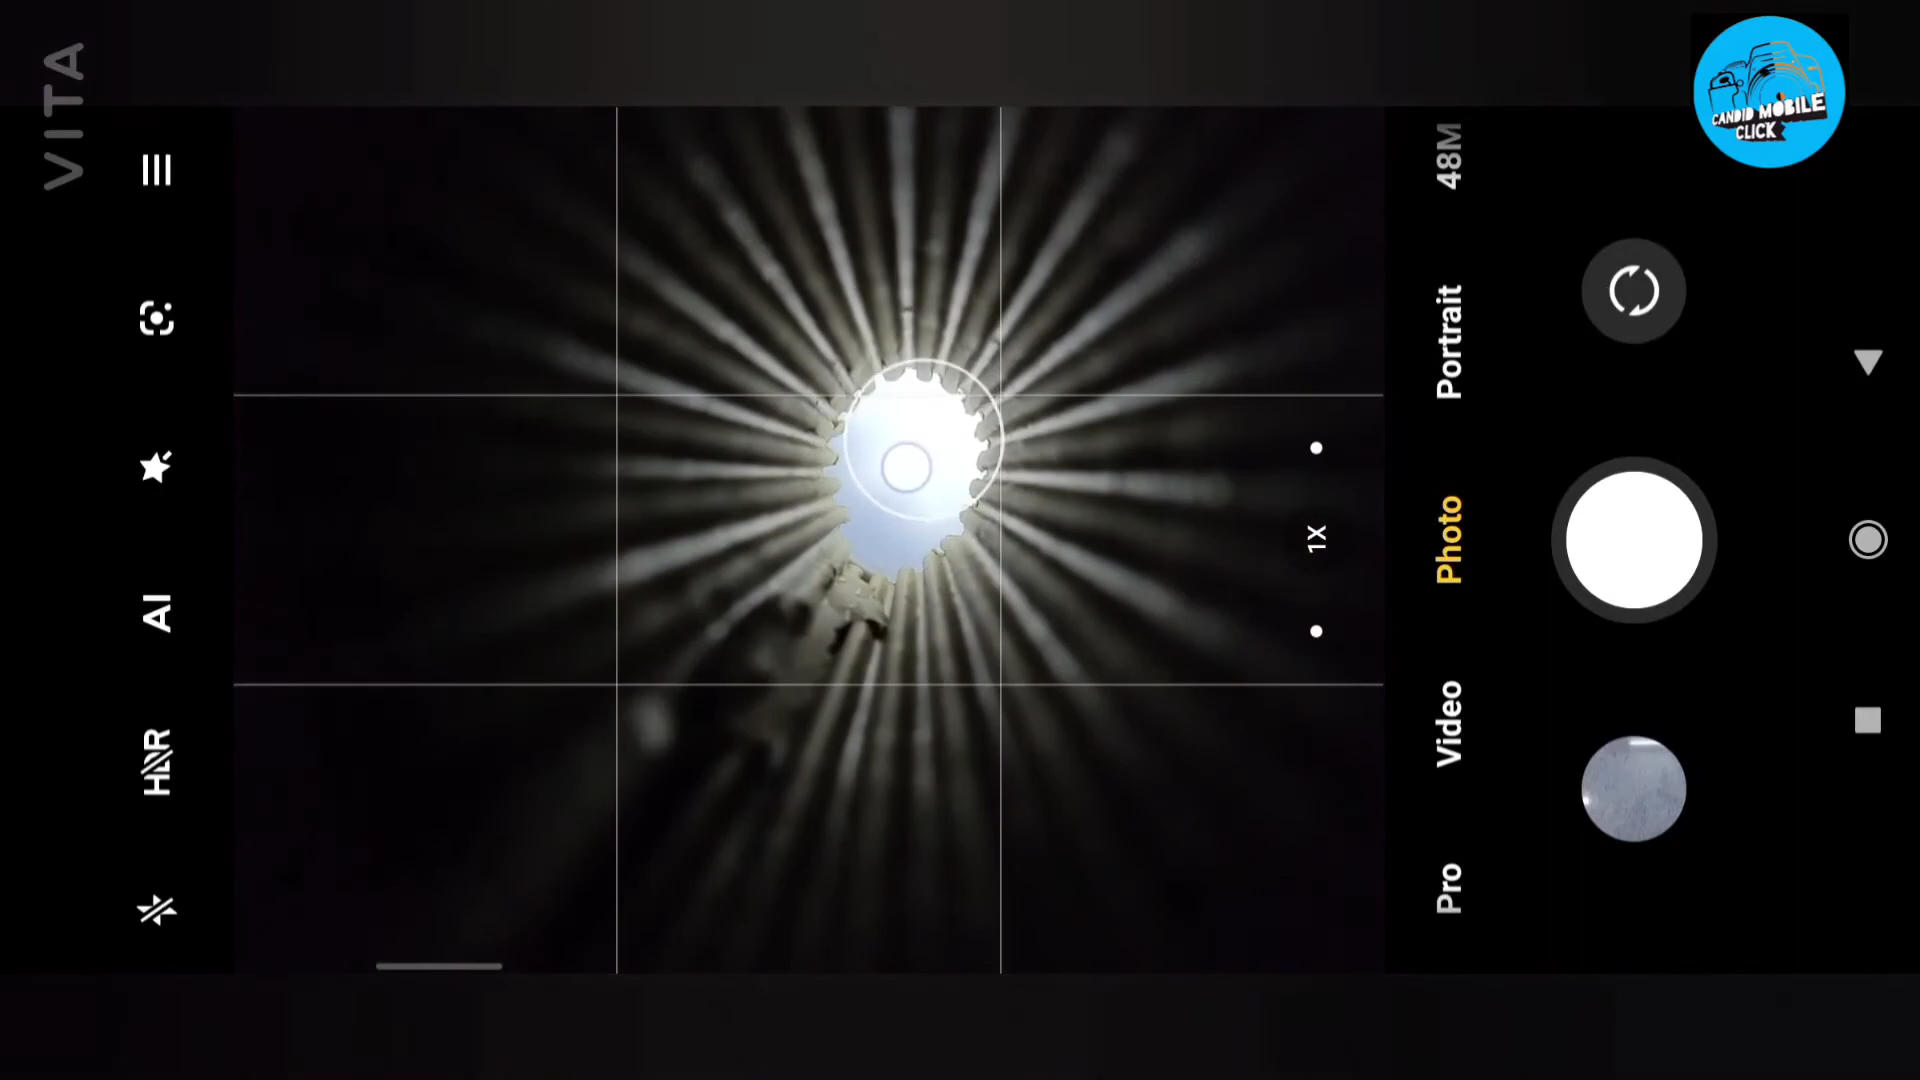 VITA
CANDID MOBILE
CLICK
AI
HDR
1X
48M
Portrait
Photo
Video
Pro